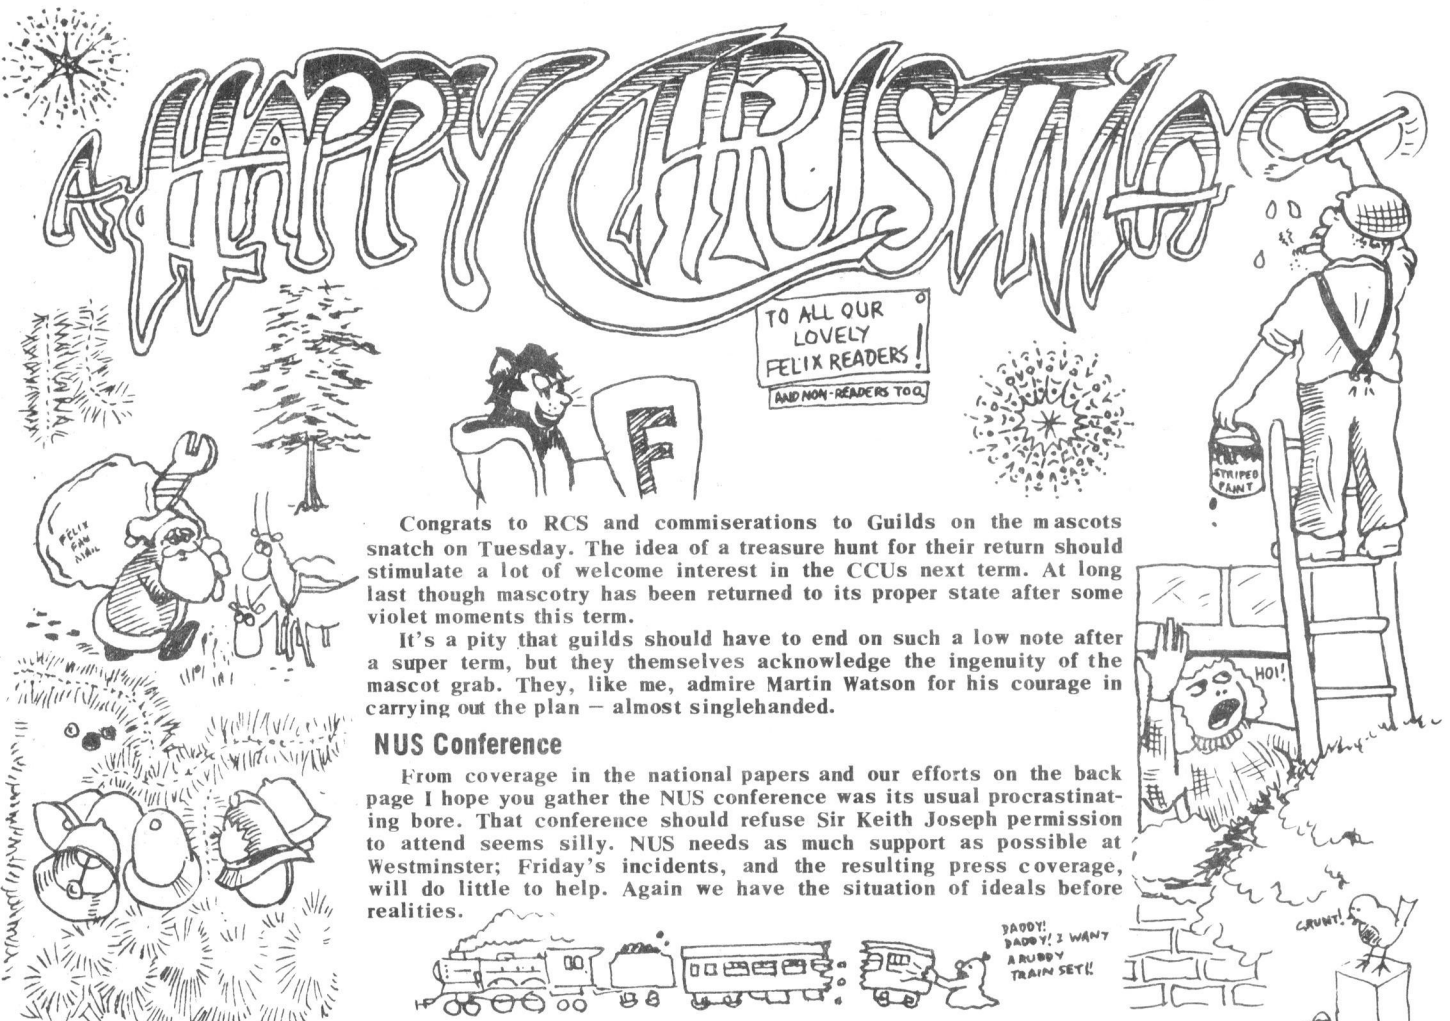 A HAPPY CHRISTMAS
TO ALL OUR
LOVELY
FELIX READERS!
AND NON-READERS TOO
F
FELIX
FAN
MAIL
STRIPED
PAINT
Congrats to RCS and commiserations to Guilds on the mascots
snatch on Tuesday. The idea of a treasure hunt for their return should
stimulate a lot of welcome interest in the CCUs next term. At long
last though mascotry has been returned to its proper state after some
violet moments this term.
It's a pity that guilds should have to end on such a low note after
a super term, but they themselves acknowledge the ingenuity of the
mascot grab. They, like me, admire Martin Watson for his courage in
carrying out the plan — almost singlehanded.
HOI!
NUS Conference
From coverage in the national papers and our efforts on the back
page I hope you gather the NUS conference was its usual procrastinat-
ing bore. That conference should refuse Sir Keith Joseph permission
to attend seems silly. NUS needs as much support as possible at
Westminster; Friday's incidents, and the resulting press coverage,
will do little to help. Again we have the situation of ideals before
realities.
DADDY!
DADDY! I WANT
A RUDDY
TRAIN SET!!
GRUNT!